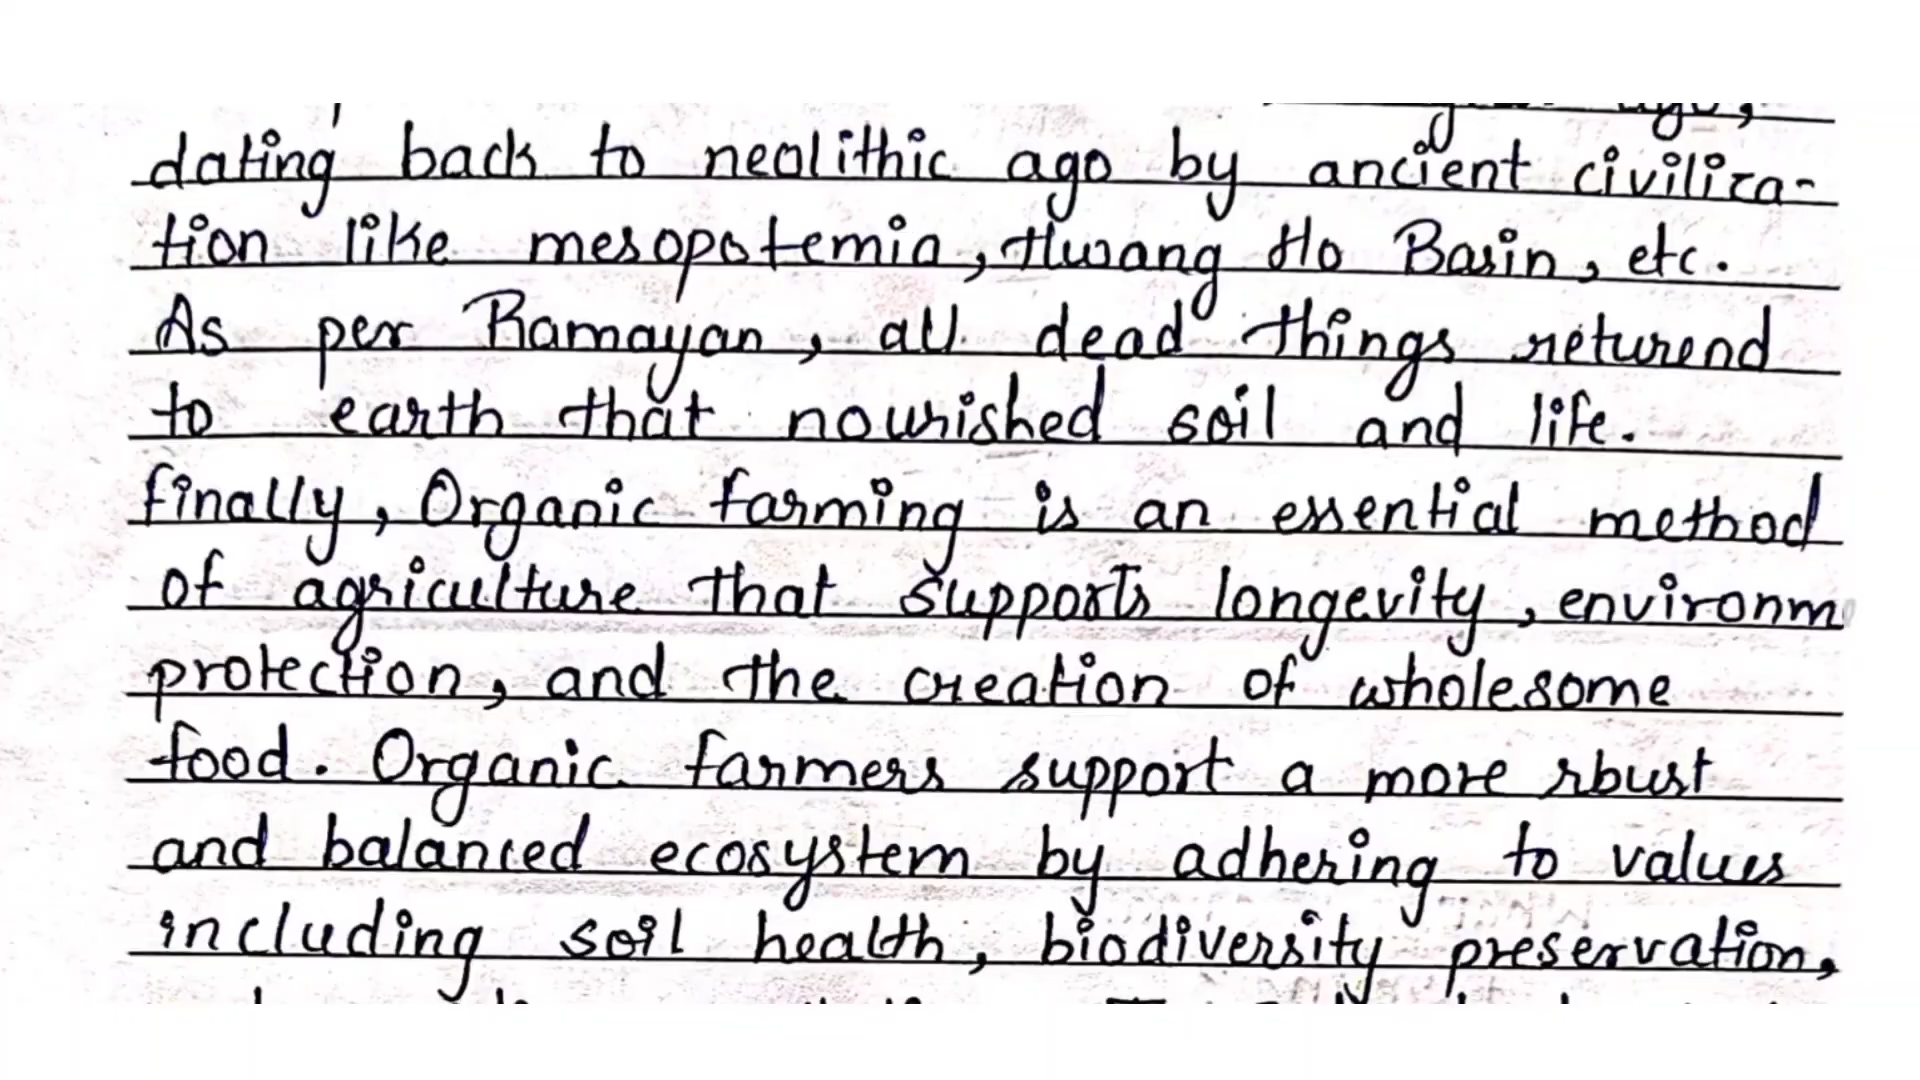 ago,
dating back to neolithic ago by ancient civiliza-
tion like mesopotemia, Hwang Ho Basin, etc.
As per Ramayan, all dead things neturend
to earth that nourished soil and life.
finally, Organic farming is an essential method
of agriculture that supports longevity, environm
protection, and the creation of wholesome
food. Organic farmers support a more rbust
and balanced ecosystem by adhering to values
including soil health, biodiversity preservation,